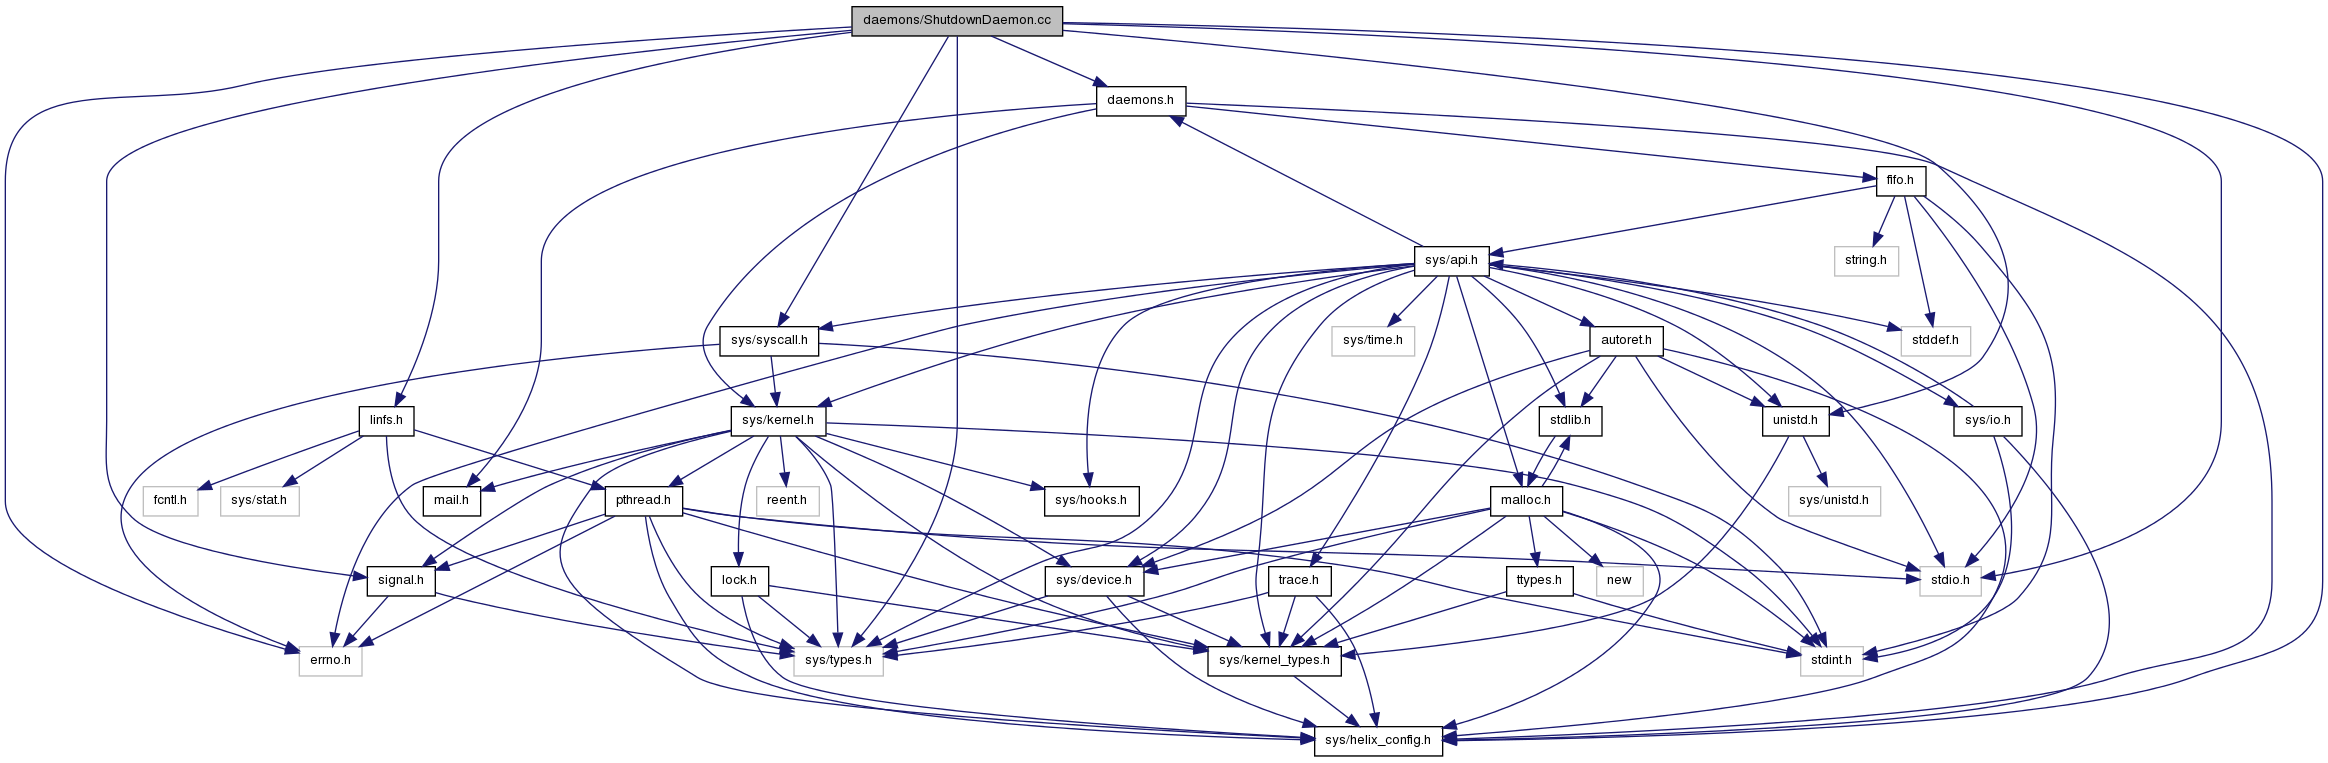 daemons/ShutdownDaemon.cc
daemons.h
fifo.h
string.h
sys/api.h
sys/syscall.h
sys/time.h
autoret.h
stddef.h
linfs.h
sys/kernel.h
stdlib.h
unistd.h
sys/io.h
fcntl.h
sys/stat.h
mail.h
pthread.h
reent.h
sys/hooks.h
malloc.h
sys/unistd.h
signal.h
lock.h
sys/device.h
trace.h
ttypes.h
new
stdio.h
errno.h
sys/types.h
sys/kernel_types.h
stdint.h
sys/helix_config.h